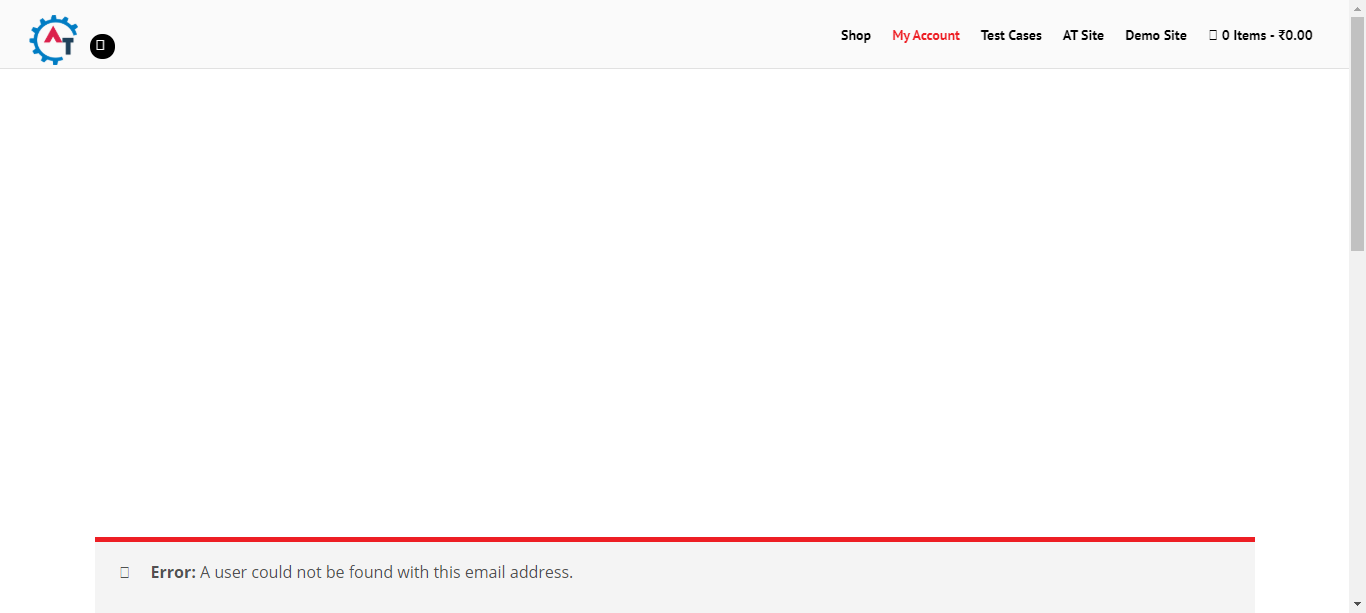 AT
Shop My Account Test Cases AT Site Demo Site 0 Items - ₹0.00
Error: A user could not be found with this email address.